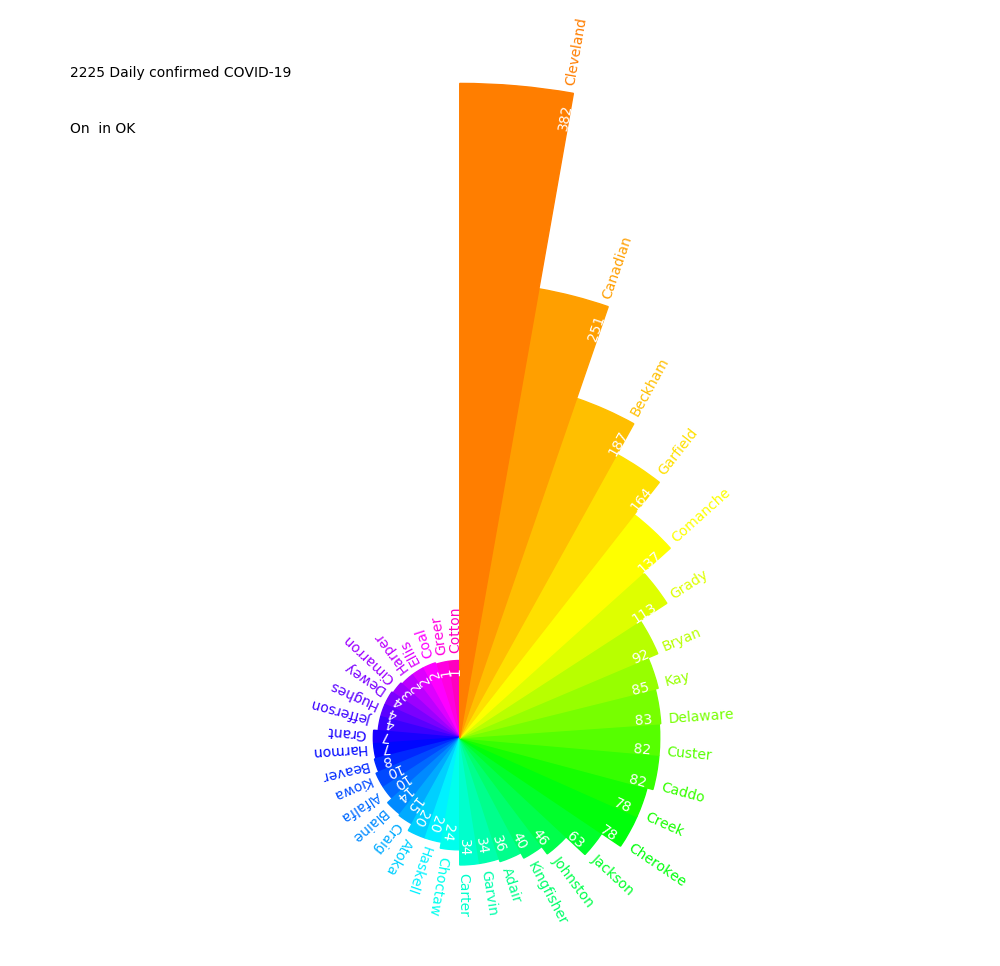 2225 Daily confirmed COVID-19
On in OK
Cleveland
382
Canadian
251
Beckham
187
Garfield
164
Comanche
137
Grady
113
Bryan
92
Kay
85
Delaware
83
Custer
82
Caddo
82
Creek
78
Cherokee
78
Jackson
63
Johnston
46
Kingfisher
40
Adair
36
Garvin
34
Carter
34
Choctaw
24
Haskell
20
Atoka
20
Craig
15
Blaine
14
Alfalfa
10
Kiowa
10
Beaver
8
Harmon
7
Grant
7
Jefferson
4
Hughes
4
Dewey
4
Cimarron
Harper
Ellis
Coal
Greer
Cotton
1